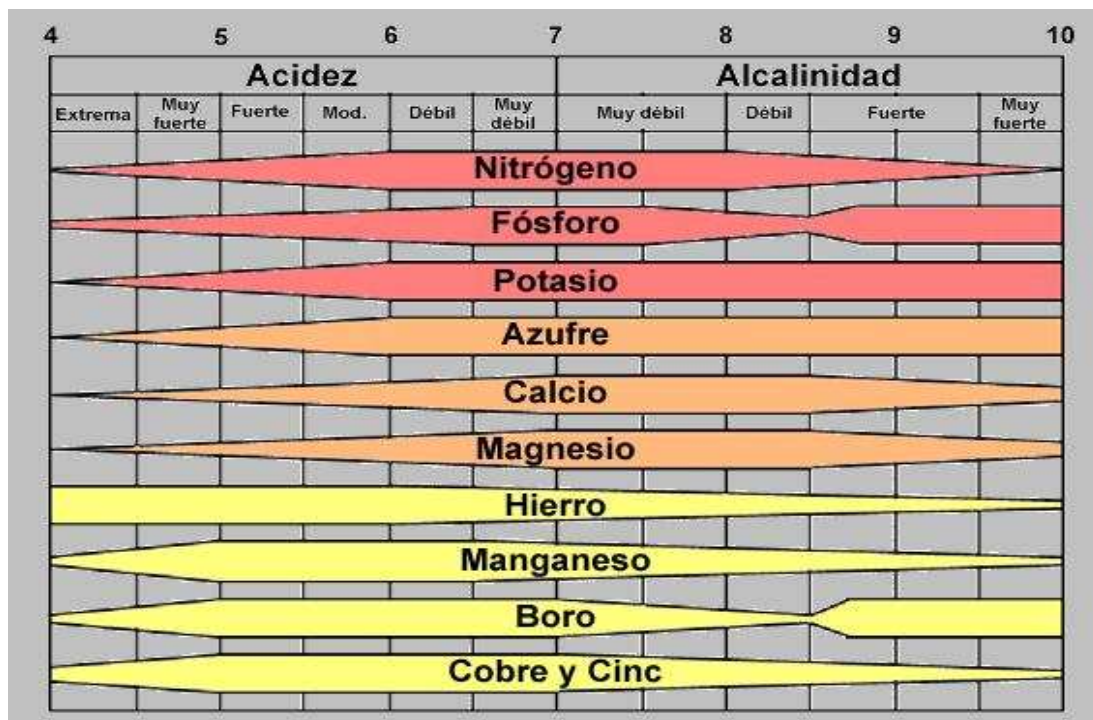 4 5 6 7 8 9 10
Acidez Alcalinidad
Extrema Muy fuerte Fuerte Mod. Débil Muy débil Muy débil Débil Fuerte Muy fuerte
Nitrógeno
Fósforo
Potasio
Azufre
Calcio
Magnesio
Hierro
Manganeso
Boro
Cobre y Cinc